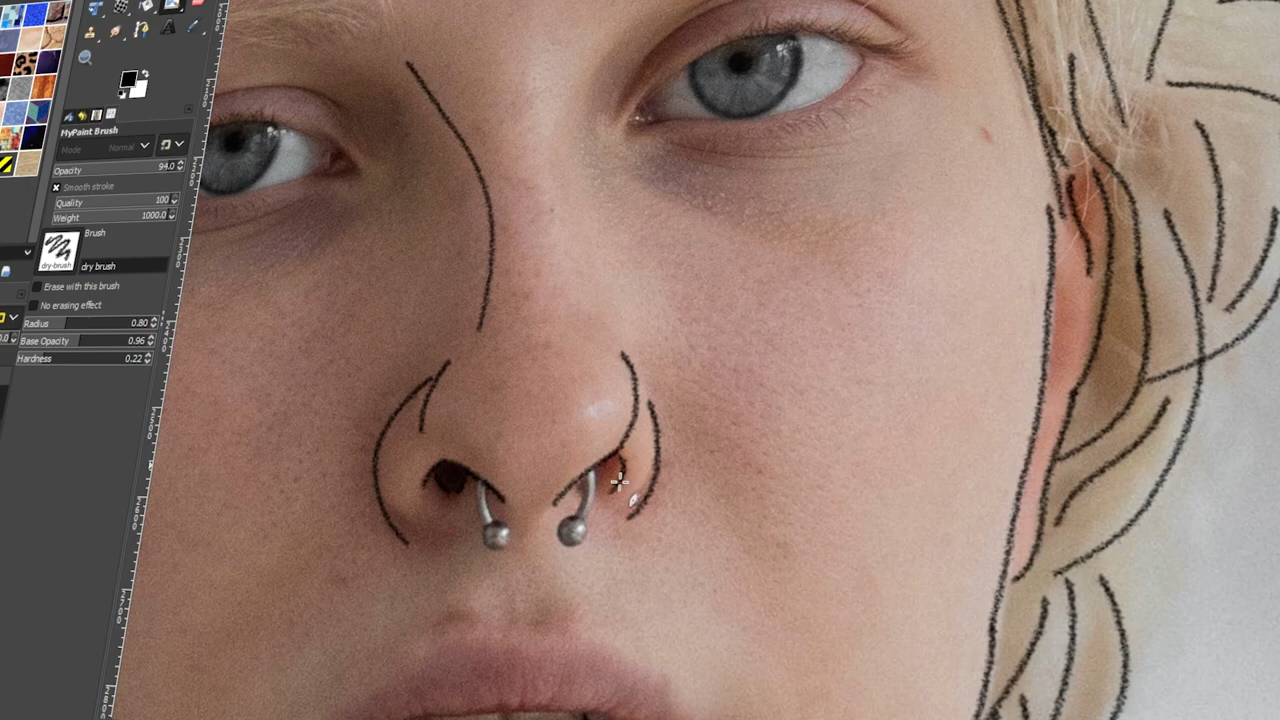 MyPaint Brush
Mode Normal
Opacity 94.0
Smooth stroke
Quality 100
Weight 1000.0
Brush
dry-brush
dry brush
Erase with this brush
No erasing effect
Radius 0.80
Base Opacity 0.96
Hardness 0.22